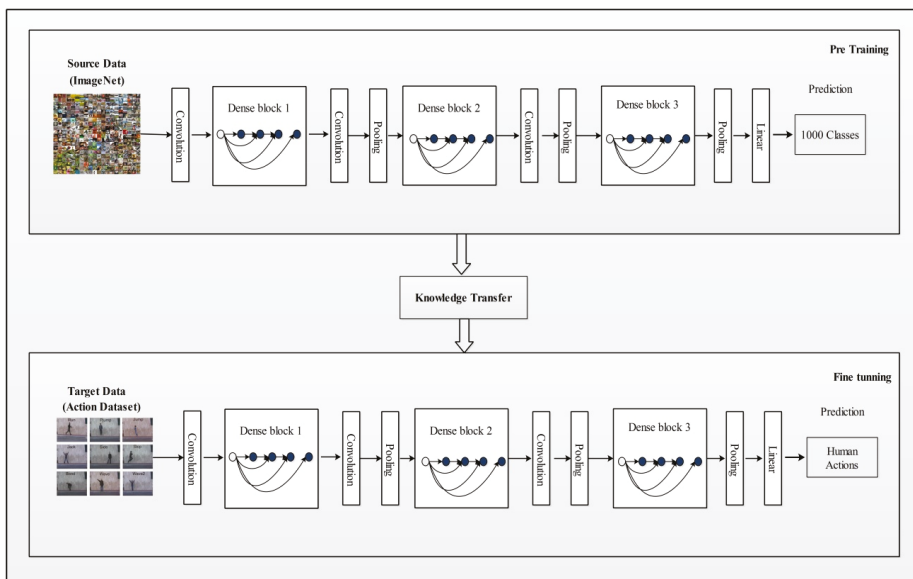 Pre Training
Source Data
(ImageNet)
Convolution
Dense block 1
Convolution
Pooling
Dense block 2
Convolution
Pooling
Dense block 3
Pooling
Linear
Prediction
1000 Classes
Knowledge Transfer
Fine tunning
Target Data
(Action Dataset)
Convolution
Dense block 1
Convolution
Pooling
Dense block 2
Convolution
Pooling
Dense block 3
Pooling
Linear
Prediction
Human
Actions